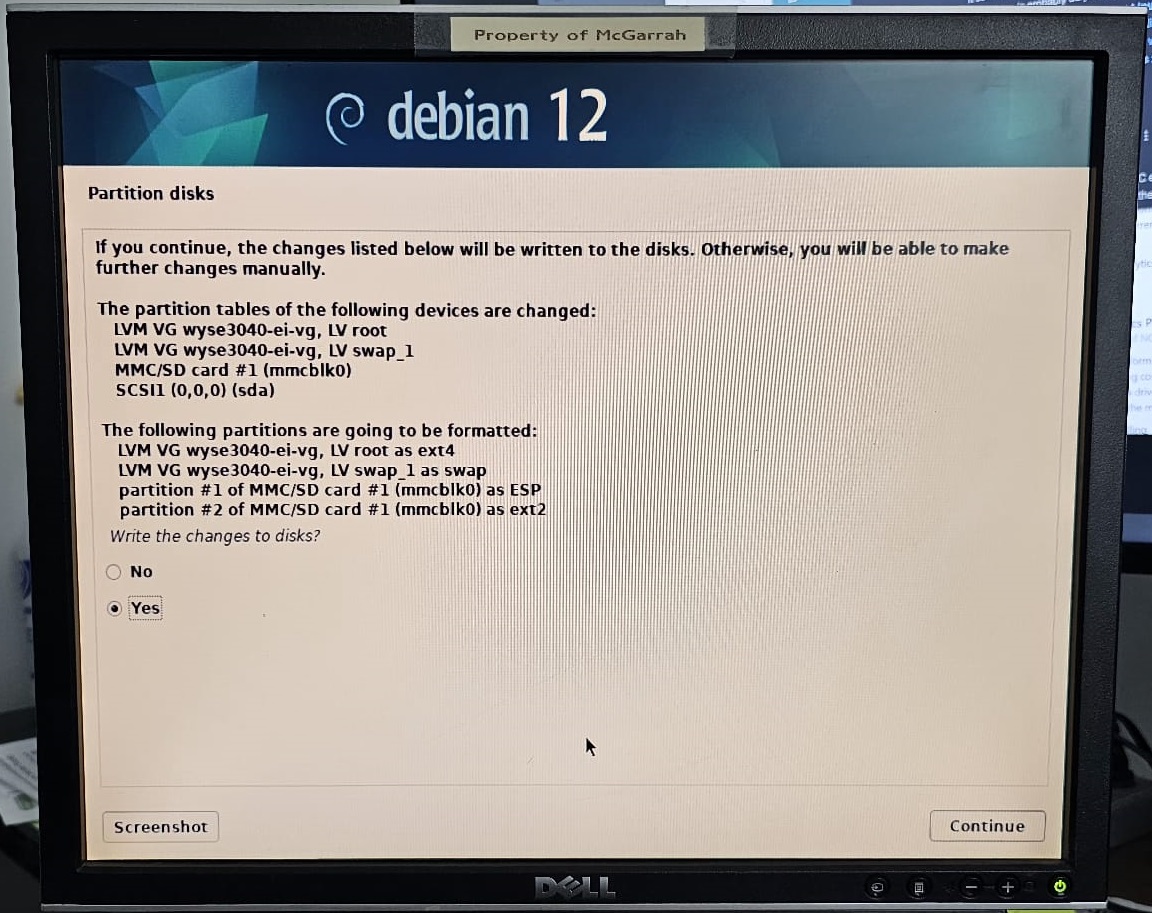 Property of McGarrah
debian 12
Partition disks
If you continue, the changes listed below will be written to the disks. Otherwise, you will be able to make
further changes manually.
The partition tables of the following devices are changed:
LVM VG wyse3040-ei-vg, LV root
LVM VG wyse3040-ei-vg, LV swap_1
MMC/SD card #1 (mmcblk0)
SCSI1 (0,0,0) (sda)
The following partitions are going to be formatted:
LVM VG wyse3040-ei-vg, LV root as ext4
LVM VG wyse3040-ei-vg, LV swap_1 as swap
partition #1 of MMC/SD card #1 (mmcblk0) as ESP
partition #2 of MMC/SD card #1 (mmcblk0) as ext2
Write the changes to disks?
No
Yes
Screenshot
Continue
DELL